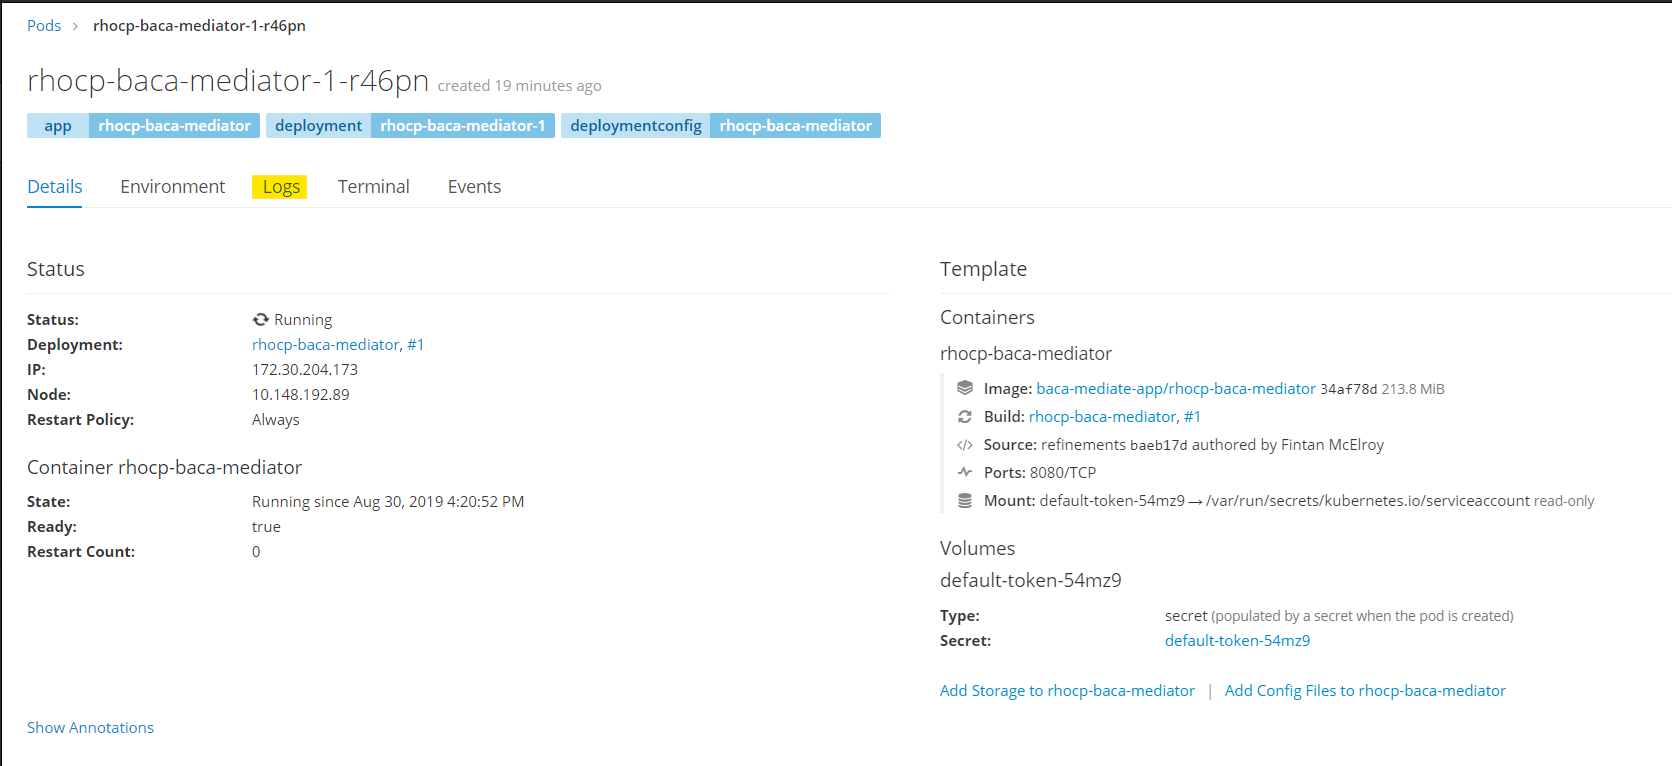 Pods > rhocp-baca-mediator-1-r46pn
rhocp-baca-mediator-1-r46pn created 19 minutes ago
app rhocp-baca-mediator deployment rhocp-baca-mediator-1 deploymentconfig rhocp-baca-mediator
Details Environment Logs Terminal Events
Status
Status: Running
Deployment: rhocp-baca-mediator, #1
IP: 172.30.204.173
Node: 10.148.192.89
Restart Policy: Always
Container rhocp-baca-mediator
State: Running since Aug 30, 2019 4:20:52 PM
Ready: true
Restart Count: 0
Show Annotations
Template
Containers
rhocp-baca-mediator
Image: baca-mediate-app/rhocp-baca-mediator 34af78d 213.8 MiB
Build: rhocp-baca-mediator, #1
</> Source: refinements baeb17d authored by Fintan McElroy
Ports: 8080/TCP
Mount: default-token-54mz9 → /var/run/secrets/kubernetes.io/serviceaccount read-only
Volumes
default-token-54mz9
Type: secret (populated by a secret when the pod is created)
Secret: default-token-54mz9
Add Storage to rhocp-baca-mediator | Add Config Files to rhocp-baca-mediator